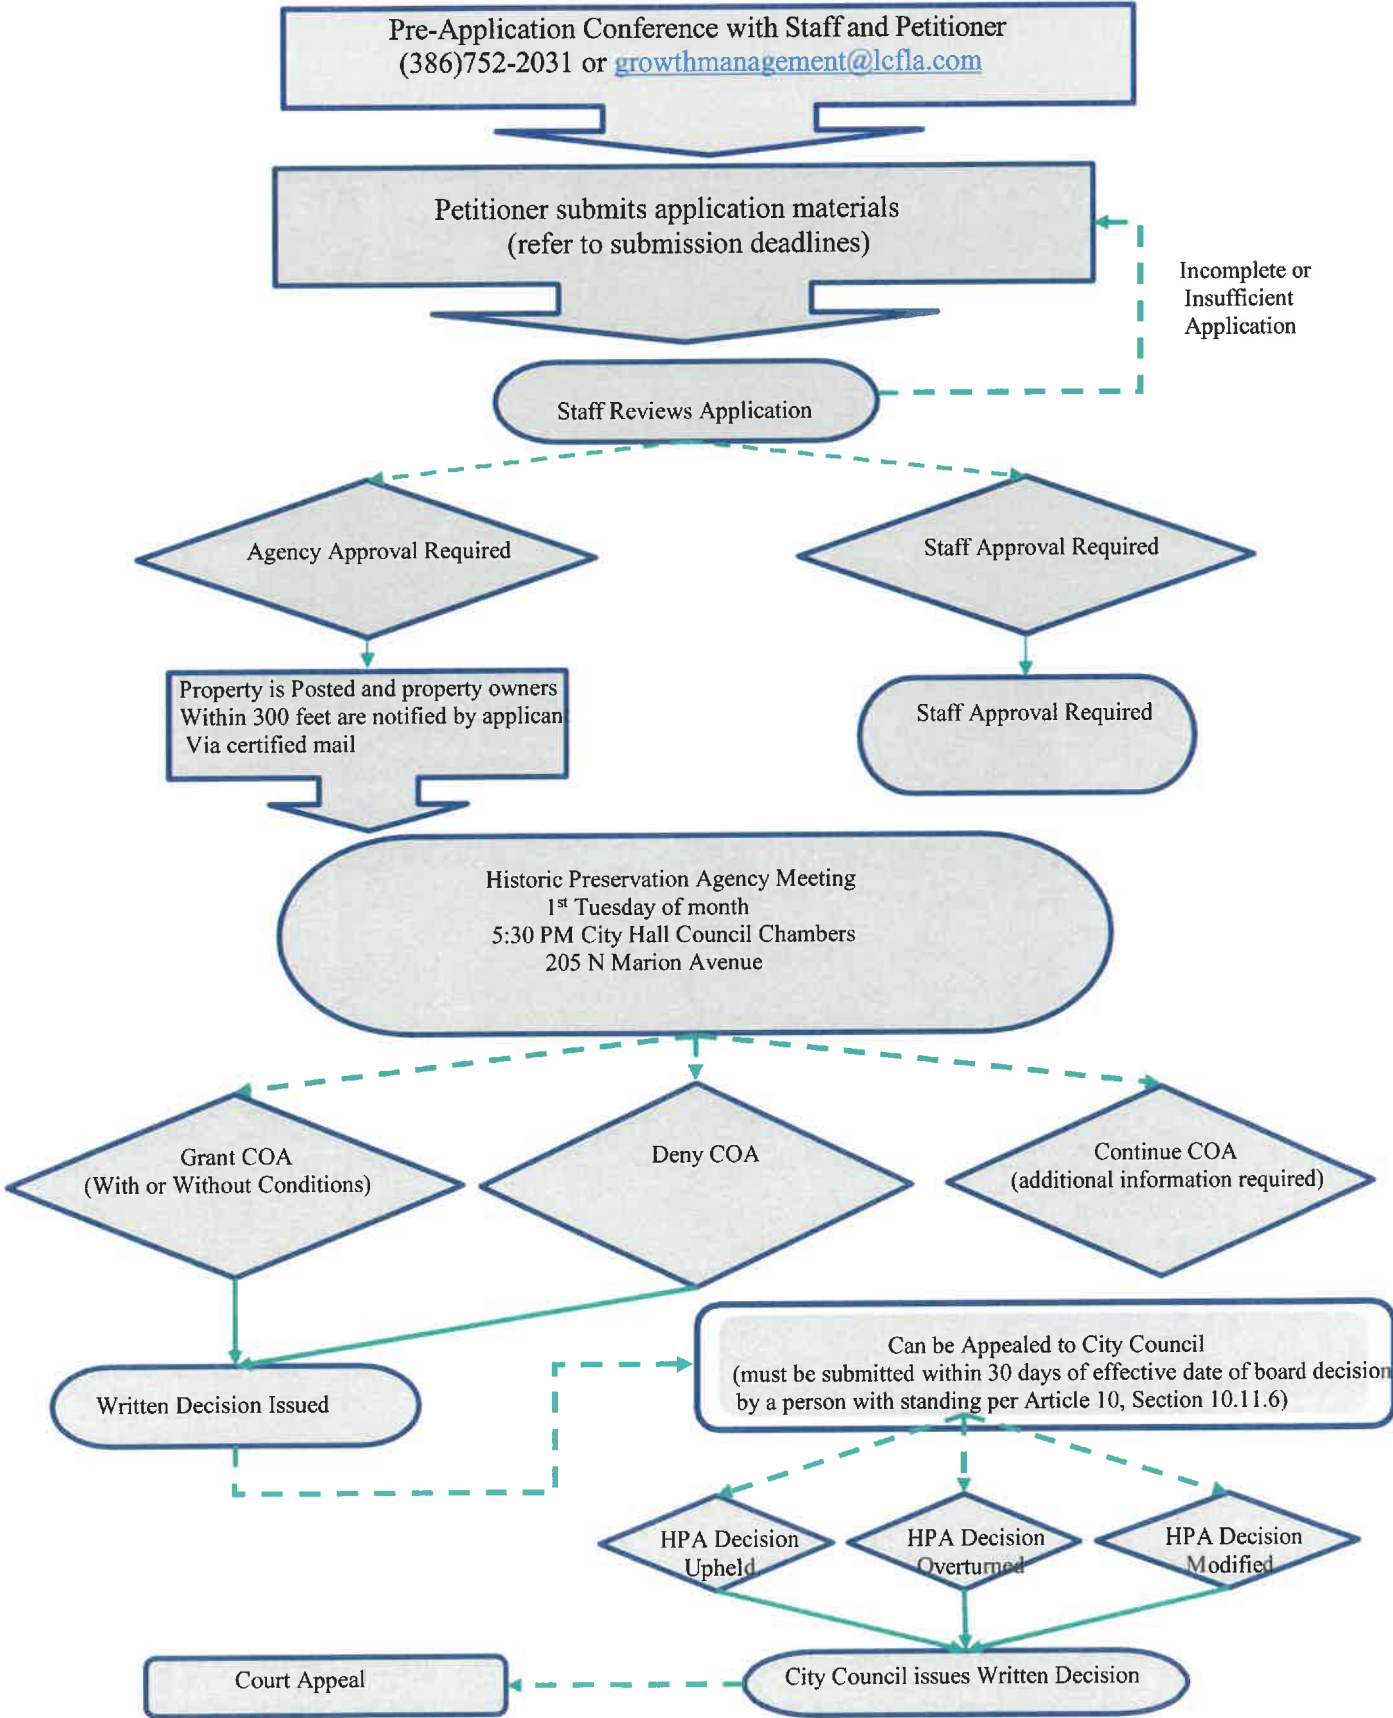 Pre-Application Conference with Staff and Petitioner
(386)752-2031 or growthmanagement@lcfla.com
Petitioner submits application materials
(refer to submission deadlines)
Incomplete or
Insufficient
Application
Staff Reviews Application
Agency Approval Required
Staff Approval Required
Property is Posted and property owners
Within 300 feet are notified by applican
Via certified mail
Staff Approval Required
Historic Preservation Agency Meeting
1st Tuesday of month
5:30 PM City Hall Council Chambers
205 N Marion Avenue
Grant COA
(With or Without Conditions)
Deny COA
Continue COA
(additional information required)
Can be Appealed to City Council
(must be submitted within 30 days of effective date of board decision
by a person with standing per Article 10, Section 10.11.6)
Written Decision Issued
HPA Decision
Upheld
HPA Decision
Overturned
HPA Decision
Modified
Court Appeal
City Council issues Written Decision